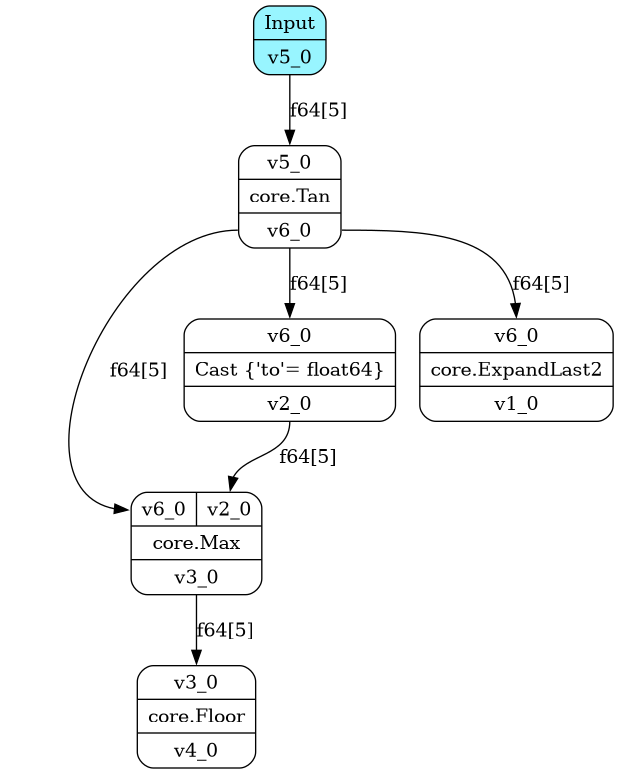 Input
v5_0
f64[5]
v5_0
core.Tan
v6_0
f64[5]
f64[5]
f64[5]
v6_0
Cast {'to'= float64}
v2_0
v6_0
core.ExpandLast2
v1_0
f64[5]
v6_0 v2_0
core.Max
v3_0
f64[5]
v3_0
core.Floor
v4_0